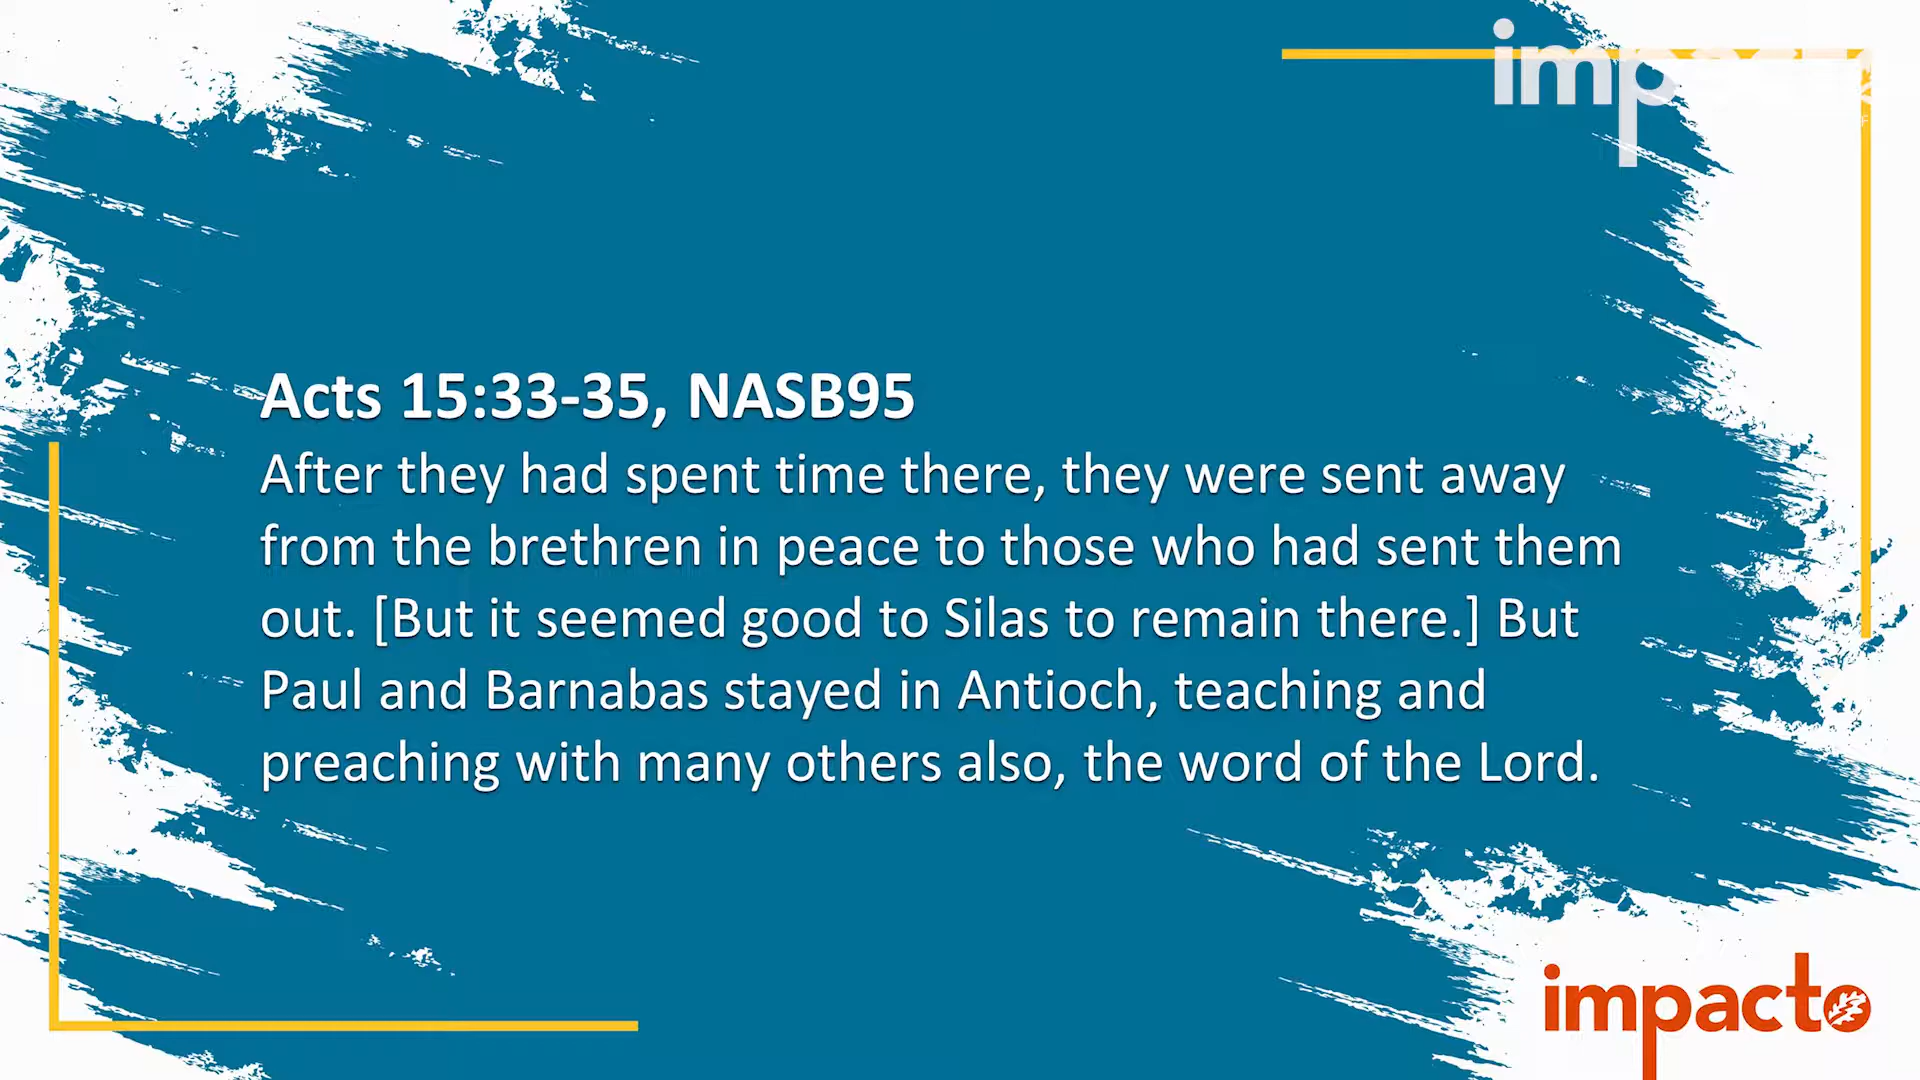 Acts 15:33-35, NASB95
After they had spent time there, they were sent away
from the brethren in peace to those who had sent them
out. [But it seemed good to Silas to remain there.] But
Paul and Barnabas stayed in Antioch, teaching and
preaching with many others also, the word of the Lord.
impacto